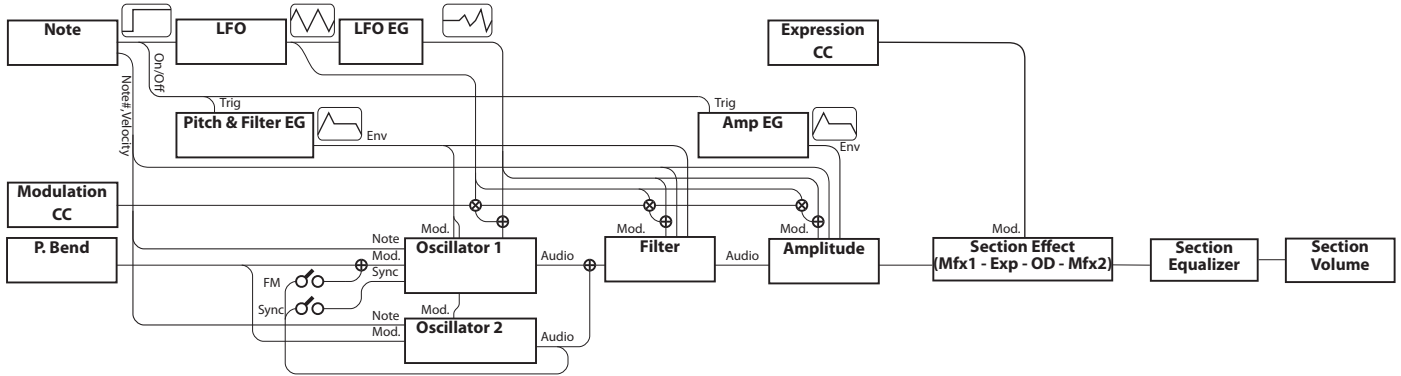 Note
LFO
LFO EG
Expression
CC
On/Off
Note#,Velocity
Trig
Pitch & Filter EG
Env
Trig
Amp EG
Env
Modulation
CC
P. Bend
Note
Mod.
Sync
Mod.
Oscillator 1
Audio
Mod.
Filter
Audio
Mod.
Amplitude
Mod.
Section Effect
(Mfx1 - Exp - OD - Mfx2)
Section
Equalizer
Section
Volume
FM
Sync
Note
Mod.
Mod.
Oscillator 2
Audio